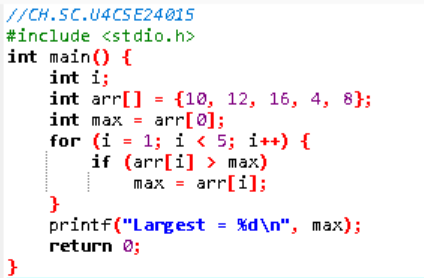 //CH.SC.U4CSE24015
#include <stdio.h>
int main() {
    int i;
    int arr[] = {10, 12, 16, 4, 8};
    int max = arr[0];
    for (i = 1; i < 5; i++) {
        if (arr[i] > max)
            max = arr[i];
    }
    printf("Largest = %d\n", max);
    return 0;
}